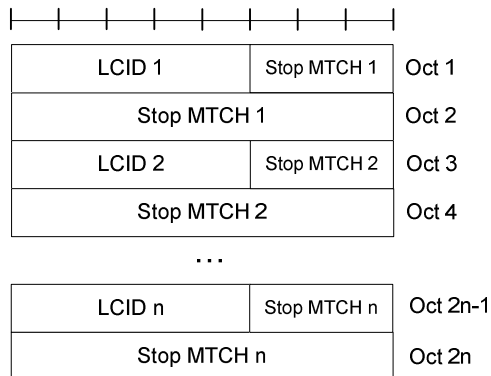 LCID 1 Stop MTCH 1 Oct 1
Stop MTCH 1 Oct 2
LCID 2 Stop MTCH 2 Oct 3
Stop MTCH 2 Oct 4
...
LCID n Stop MTCH n Oct 2n-1
Stop MTCH n Oct 2n